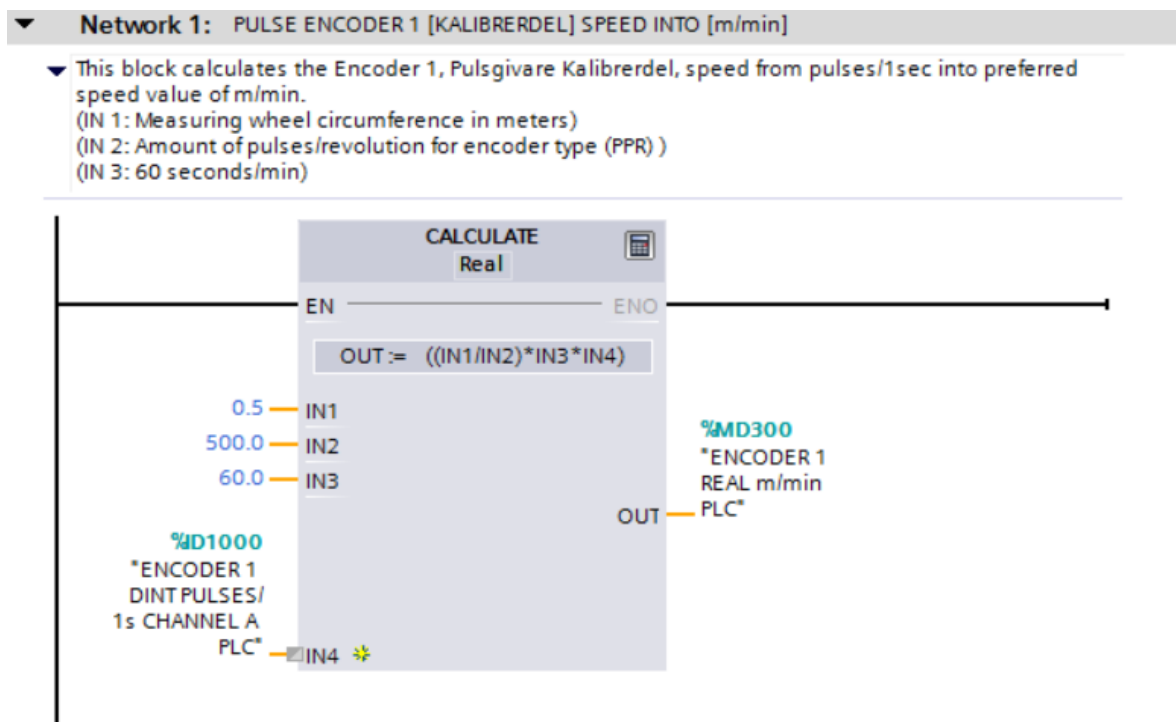 Network 1: PULSE ENCODER 1 [KALIBRERDEL] SPEED INTO [m/min]
This block calculates the Encoder 1, Pulsgivare Kalibrerdel, speed from pulses/1sec into preferred
speed value of m/min.
(IN 1: Measuring wheel circumference in meters)
(IN 2: Amount of pulses/revolution for encoder type (PPR) )
(IN 3: 60 seconds/min)
CALCULATE
Real
EN
ENO
OUT := ((IN1/IN2)*IN3*IN4)
0.5
IN1
500.0
IN2
60.0
IN3
%MD300
"ENCODER 1
REAL m/min
PLC"
OUT
%ID1000
"ENCODER 1
DINT PULSES/
1s CHANNEL A
PLC"
IN4